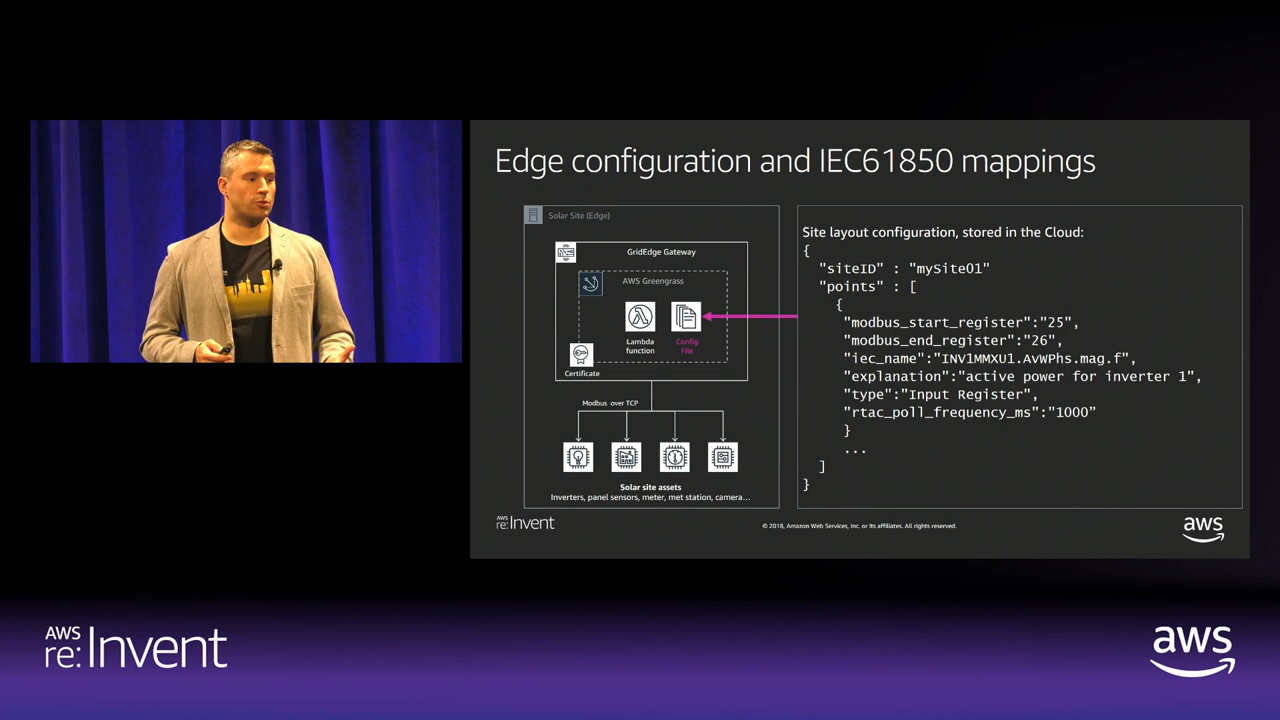 Edge configuration and IEC61850 mappings
Solar Site (Edge)
GridEdge Gateway
AWS Greengrass
Lambda
function
Config
File
Certificate
Modbus over TCP
Solar site assets
Inverters, panel sensors, meter, met station, camera...
Site layout configuration, stored in the Cloud:
{
"siteID" : "mySite01"
"points" : [
{
"modbus_start_register":"25",
"modbus_end_register":"26",
"iec_name":"INV1MMXU1.AvWPhs.mag.f",
"explanation":"active power for inverter 1",
"type":"Input Register",
"rtac_poll_frequency_ms":"1000”
}
...
]
}
AWS
re:Invent
© 2018, Amazon Web Services, Inc. or its affiliates. All rights reserved.
aws
AWS
re:Invent
aws